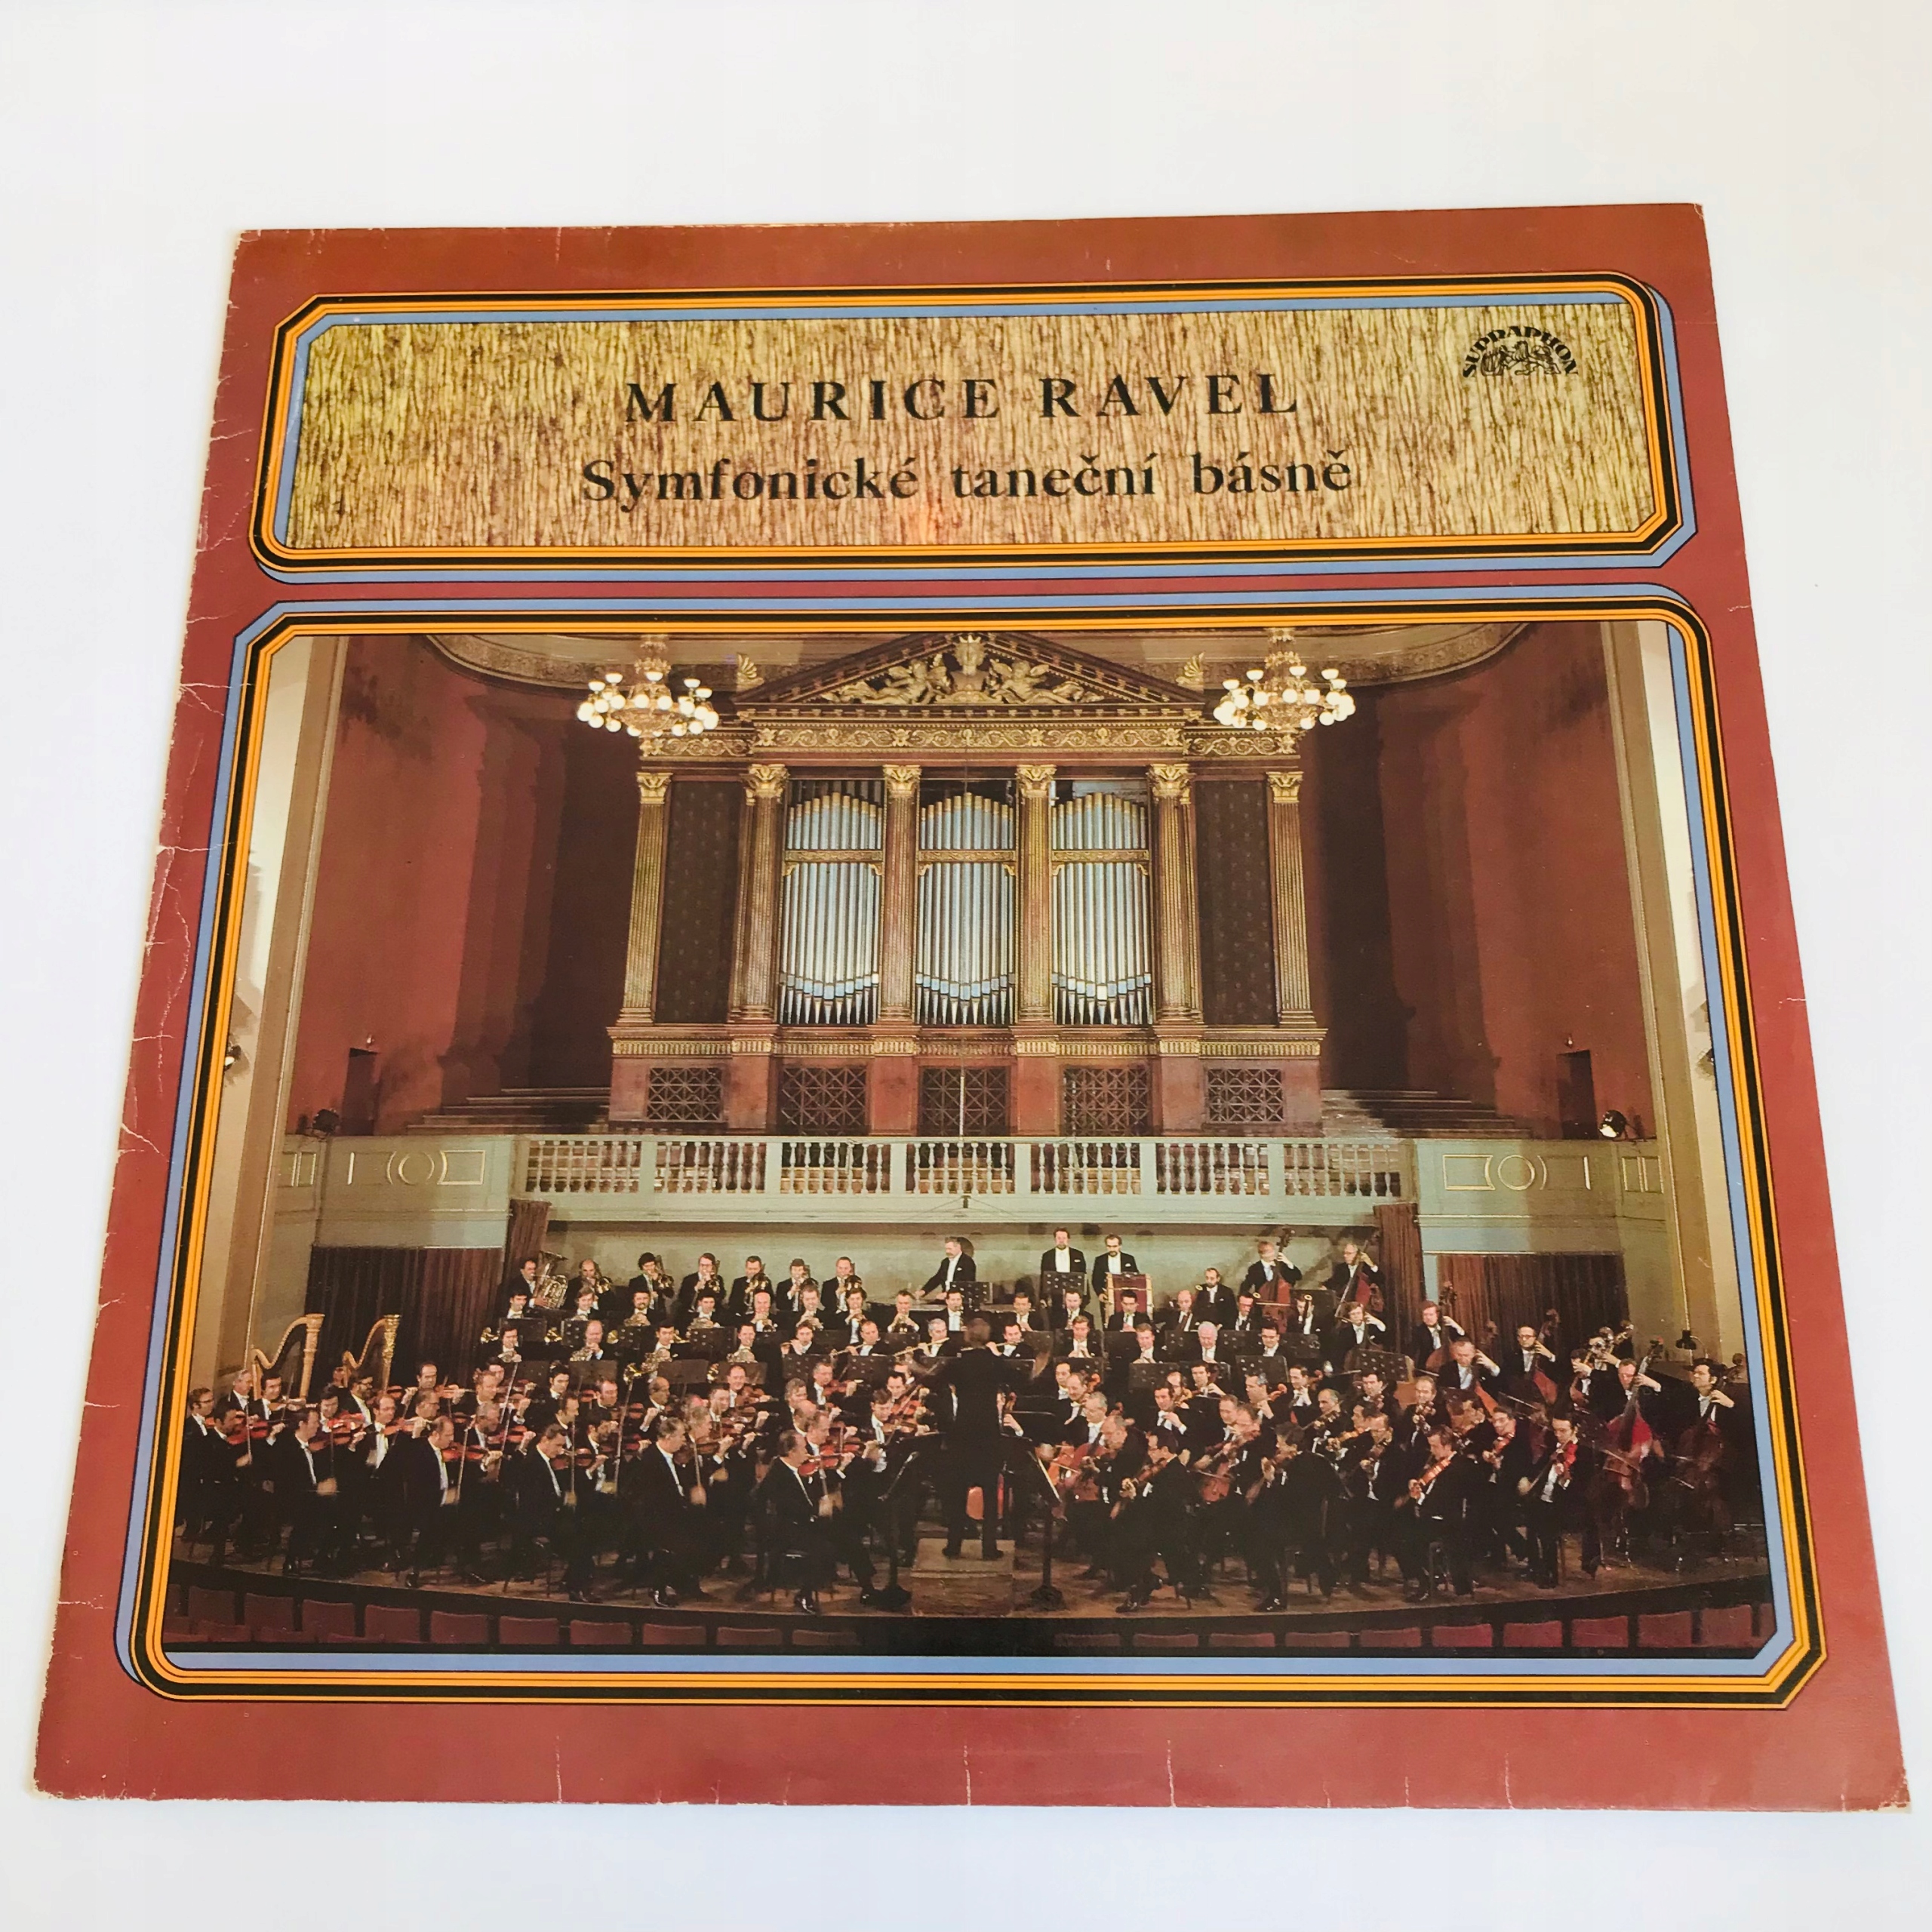 SUPRAPHON
MAURICE RAVEL
Symfonické taneční básně